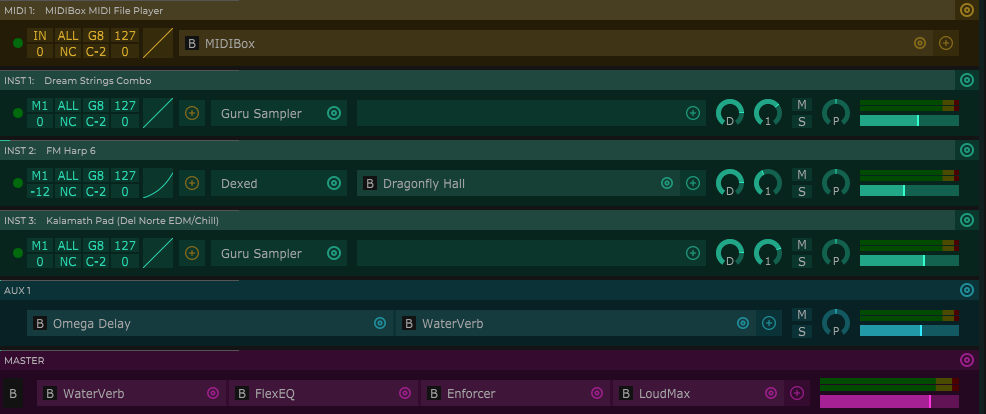 MIDI 1: MIDIBox MIDI File Player
IN ALL G8 127
0 NC C-2 0
B MIDIBox
INST 1: Dream Strings Combo
M1 ALL G8 127
0 NC C-2 0
Guru Sampler
D 1 M S P
INST 2: FM Harp 6
M1 ALL G8 127
-12 NC C-2 0
Dexed B Dragonfly Hall
D 1 M S P
INST 3: Kalamath Pad (Del Norte EDM/Chill)
M1 ALL G8 127
0 NC C-2 0
Guru Sampler
D 1 M S P
AUX 1
B Omega Delay B WaterVerb M S P
MASTER
B B WaterVerb B FlexEQ B Enforcer B LoudMax